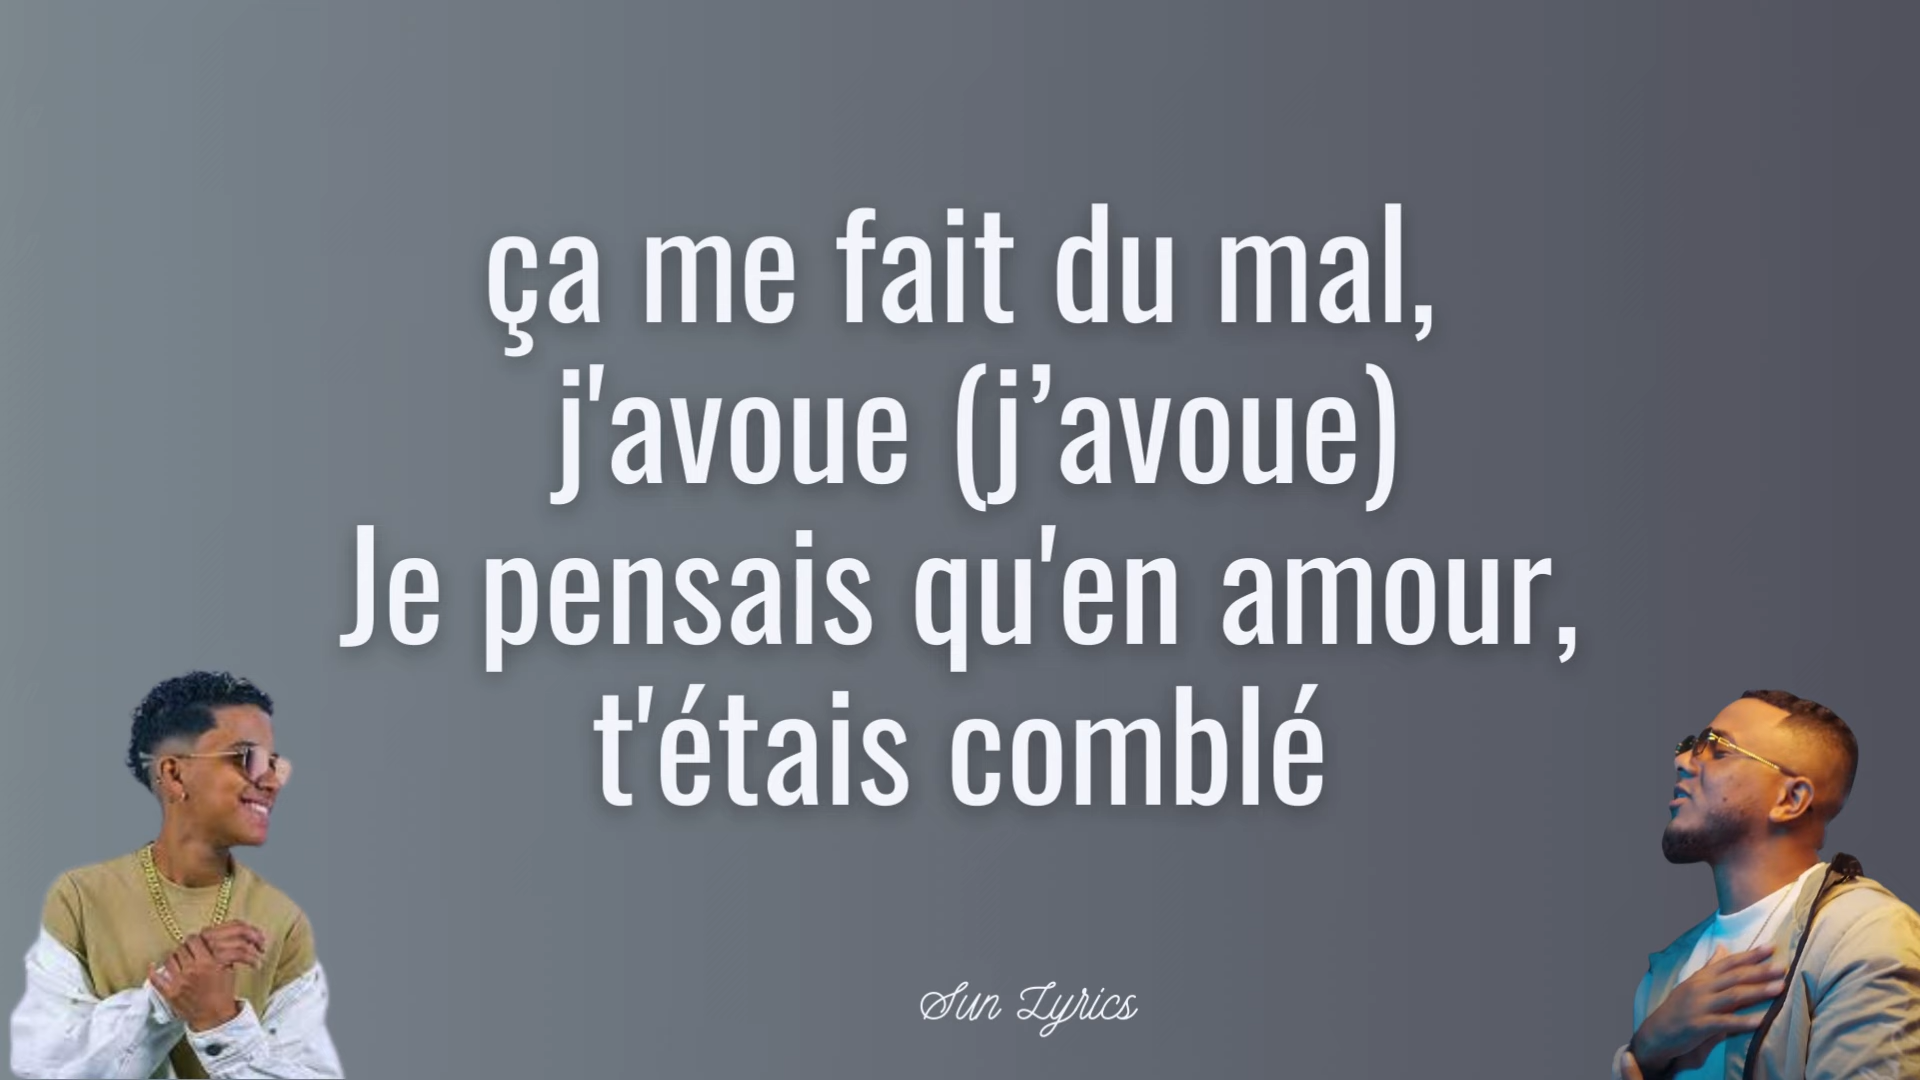 ça me fait du mal,
j'avoue (j’avoue)
Je pensais qu'en amour,
t'étais comblé
Sun Lyrics